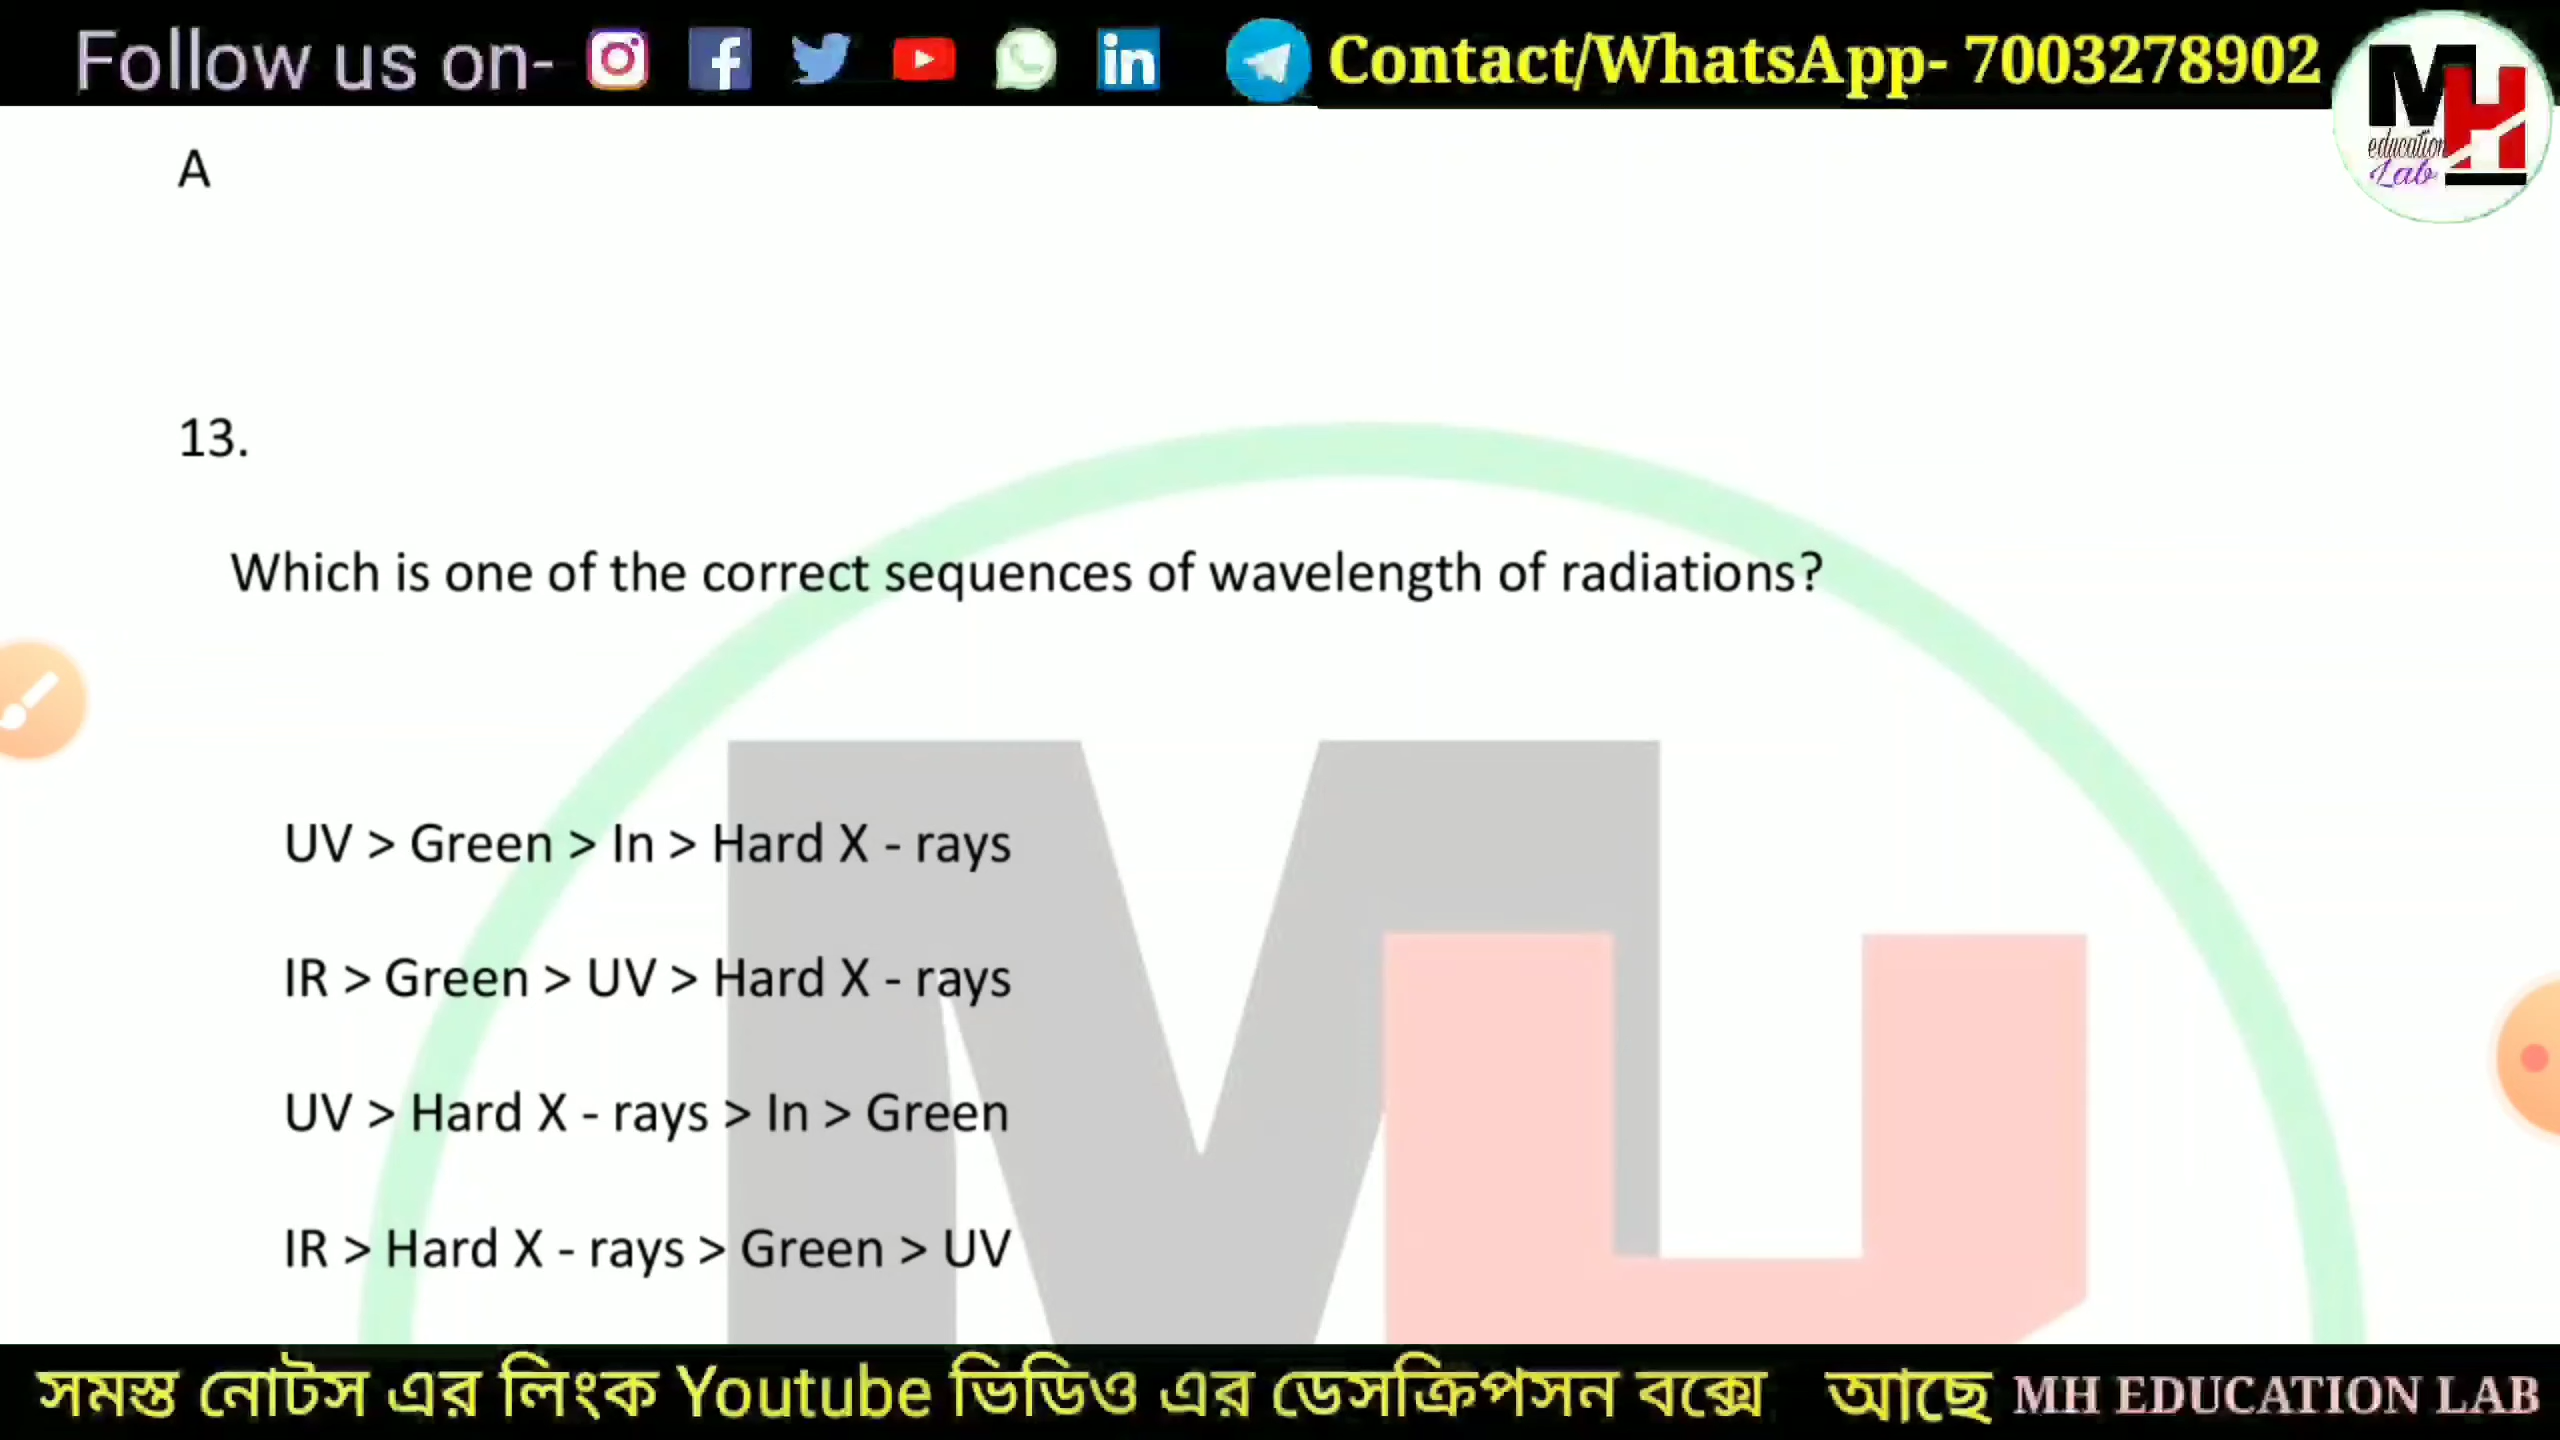 Follow us on- Contact/WhatsApp- 7003278902
MH
education
Lab
A
13.
Which is one of the correct sequences of wavelength of radiations?
UV > Green > In > Hard X - rays
IR > Green > UV > Hard X - rays
UV > Hard X - rays > In > Green
IR > Hard X - rays > Green > UV
সমস্ত নোটস এর লিংক Youtube ভিডিও এর ডেসক্রিপসন বক্সে আছে MH EDUCATION LAB